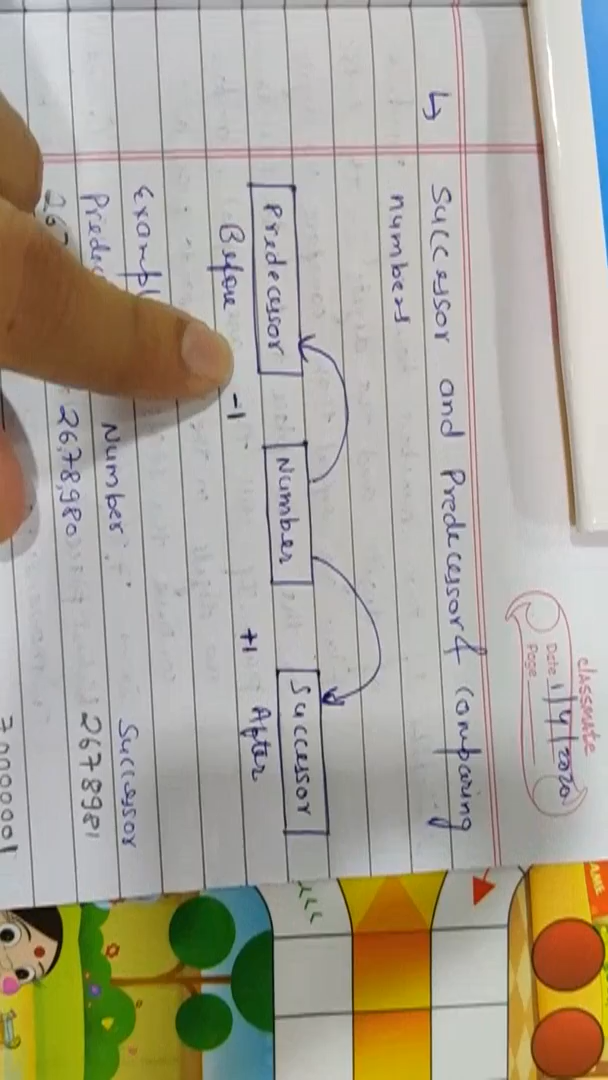 classmate
Date 1/4/2020
Page
↳ Successor and Predecessor & Comparing
numbers
Predecessor Number Successor
Before -1 +1 After
Number Successor
26,78,980 2678981
70000001